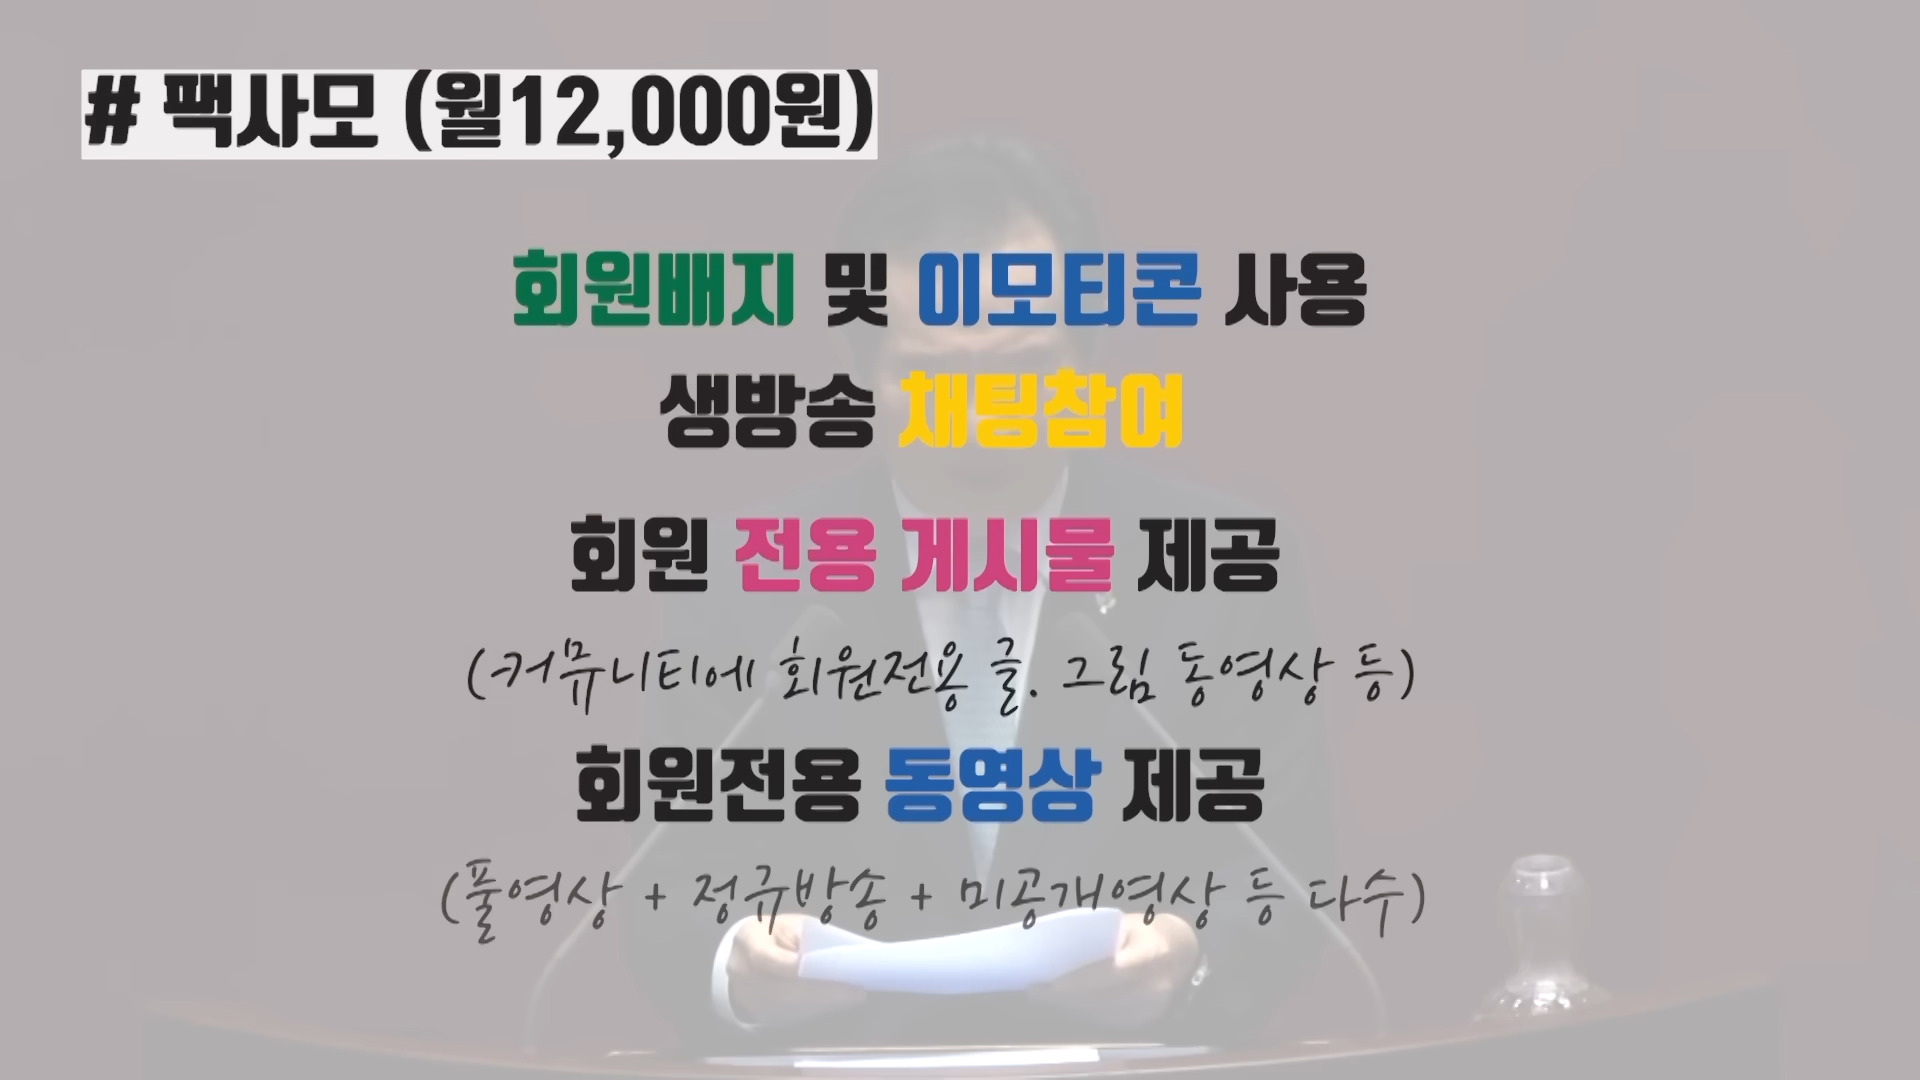 # 팩사모 (월12,000원)
회원배지 및 이모티콘 사용
생방송 채팅참여
회원 전용 게시물 제공
(커뮤니티에 회원전용 글. 그림 동영상 등)
회원전용 동영상 제공
(풀영상 + 정규방송 + 미공개영상 등 다수)